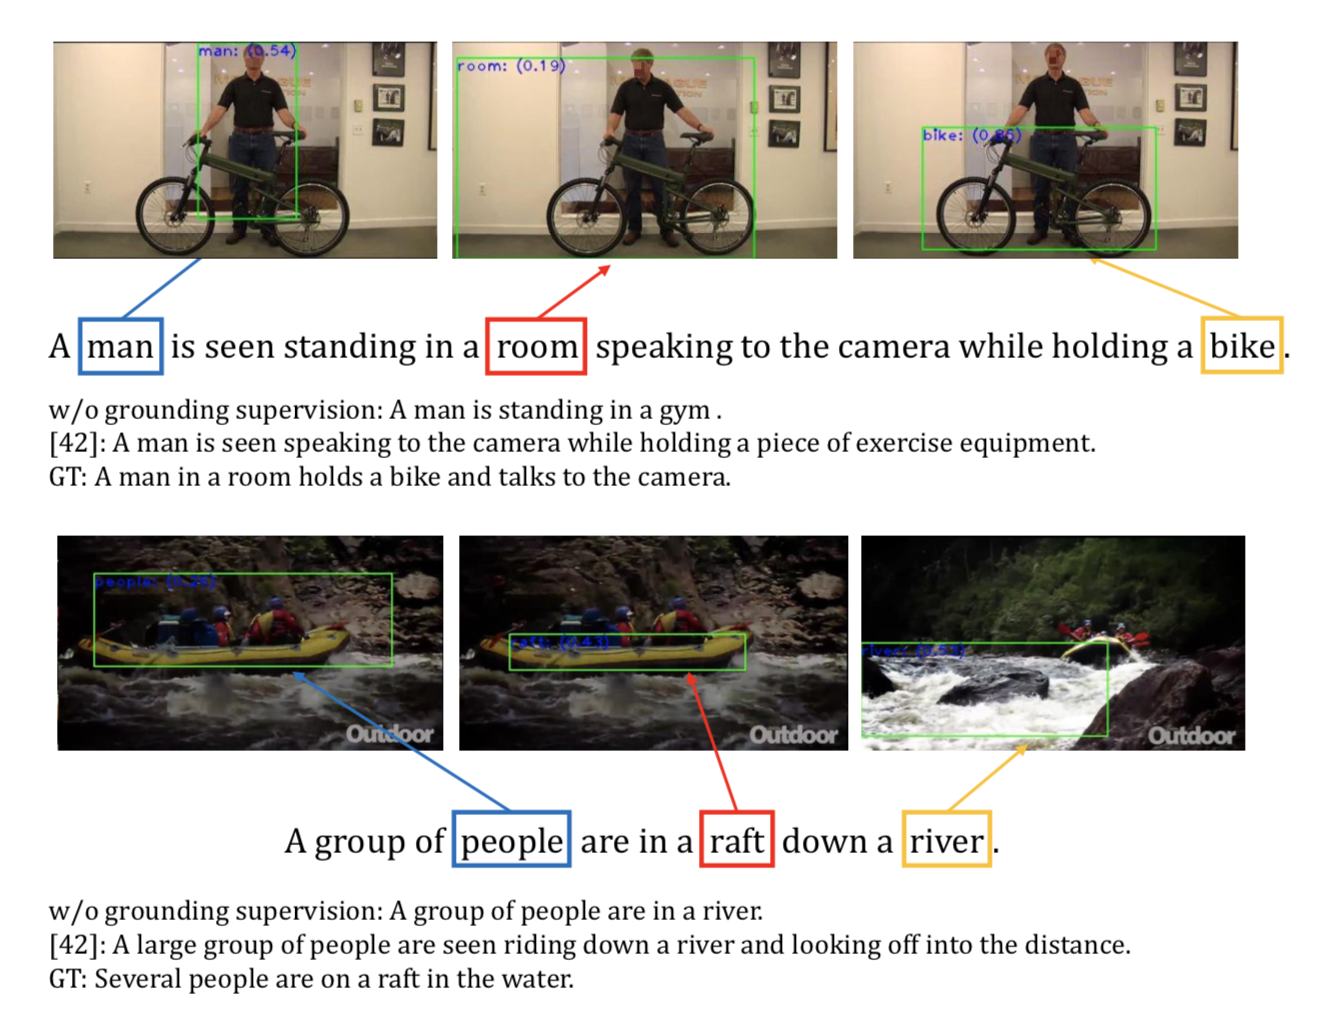 man: (0.54)
room: (0.19)
bike: (0.85)
A man is seen standing in a room speaking to the camera while holding a bike.
w/o grounding supervision: A man is standing in a gym .
[42]: A man is seen speaking to the camera while holding a piece of exercise equipment.
GT: A man in a room holds a bike and talks to the camera.
people:
raft: (0.43)
river: (0.53)
Outdoor
Outdoor
Outdoor
A group of people are in a raft down a river.
w/o grounding supervision: A group of people are in a river.
[42]: A large group of people are seen riding down a river and looking off into the distance.
GT: Several people are on a raft in the water.